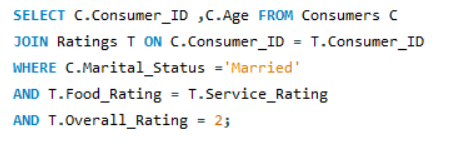 SELECT C.Consumer_ID ,C.Age FROM Consumers C
JOIN Ratings T ON C.Consumer_ID = T.Consumer_ID
WHERE C.Marital_Status ='Married'
AND T.Food_Rating = T.Service_Rating
AND T.Overall_Rating = 2;